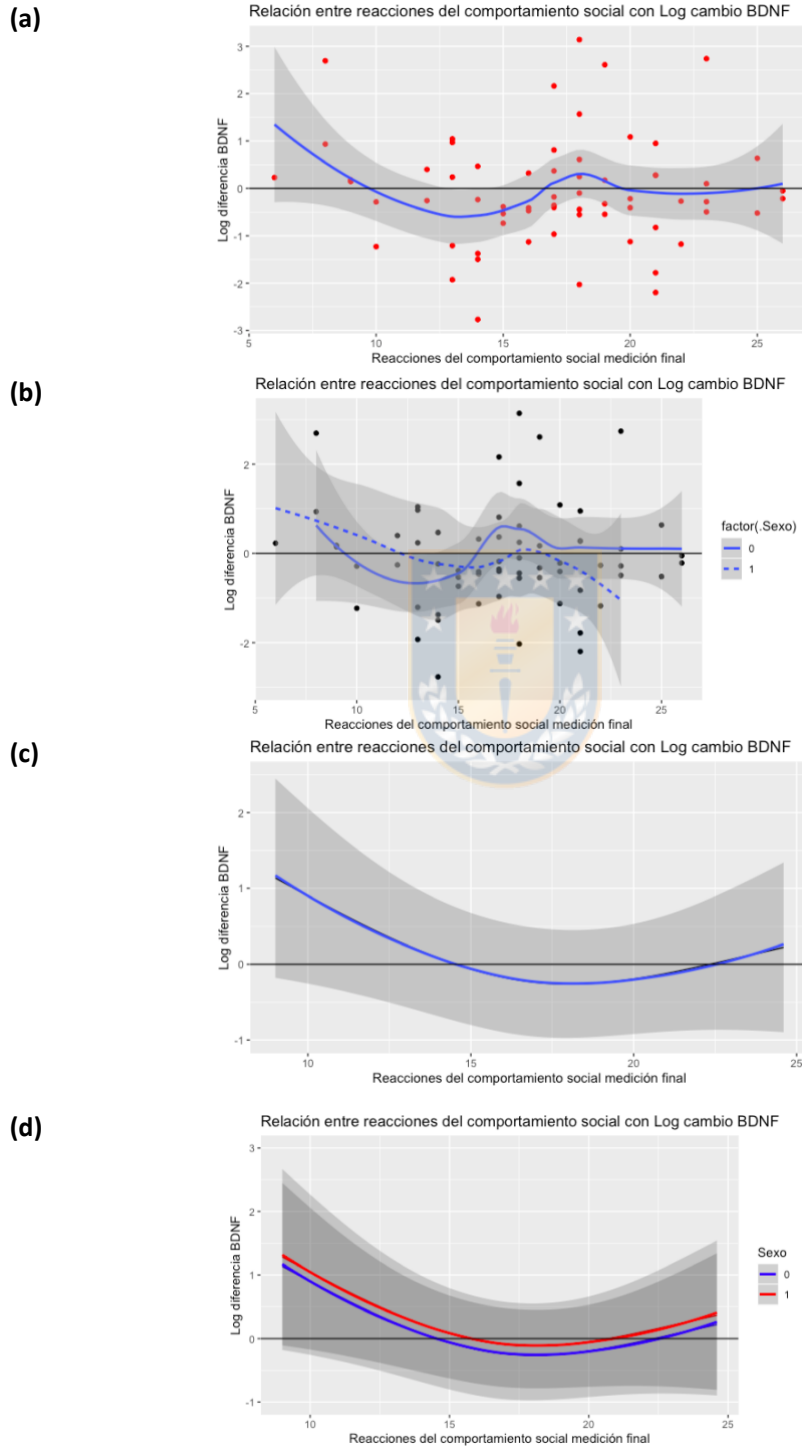 (a)
Relación entre reacciones del comportamiento social con Log cambio BDNF
Log diferencia BDNF
3
2
1
0
-1
-2
-3
5
10
15
20
25
Reacciones del comportamiento social medición final
(b)
Relación entre reacciones del comportamiento social con Log cambio BDNF
Log diferencia BDNF
2
0
-2
5
10
15
20
25
Reacciones del comportamiento social medición final
factor(.Sexo)
0
1
(c)
Relación entre reacciones del comportamiento social con Log cambio BDNF
Log diferencia BDNF
2
1
0
-1
10
15
20
25
Reacciones del comportamiento social medición final
(d)
Relación entre reacciones del comportamiento social con Log cambio BDNF
Log diferencia BDNF
3
2
1
0
-1
10
15
20
25
Reacciones del comportamiento social medición final
Sexo
0
1